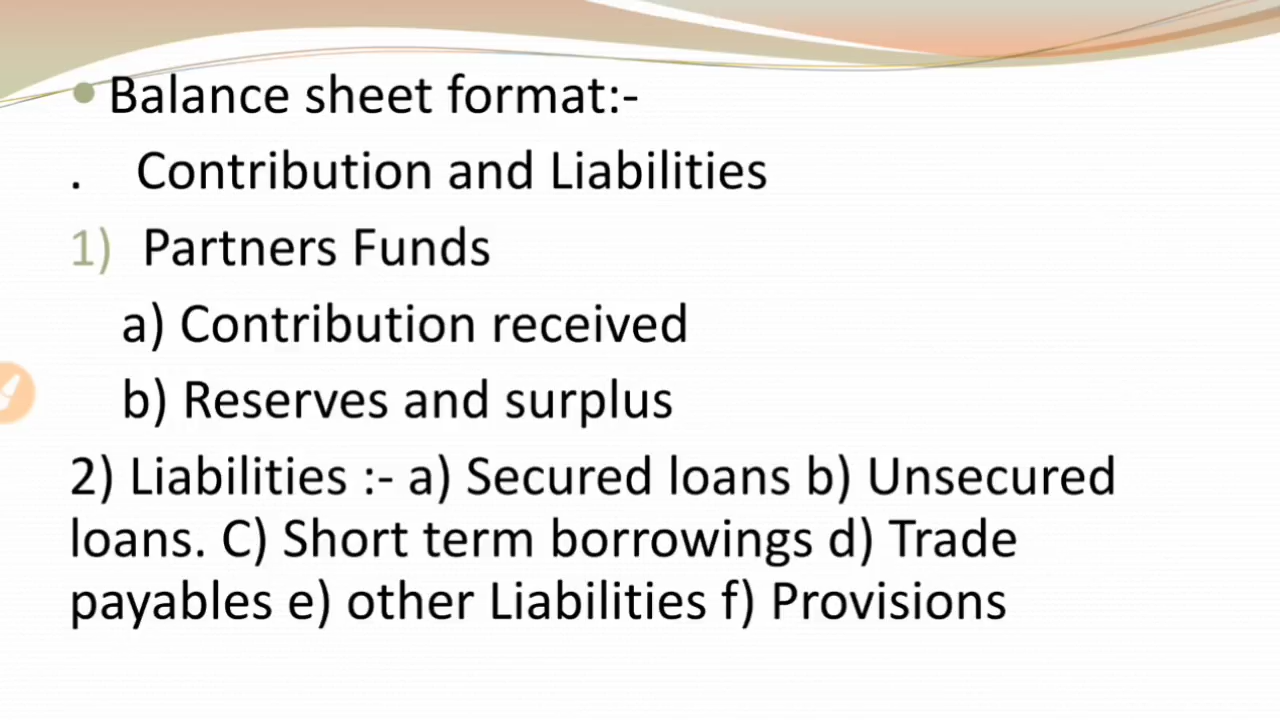 • Balance sheet format:-
. Contribution and Liabilities
1) Partners Funds
a) Contribution received
b) Reserves and surplus
2) Liabilities :- a) Secured loans b) Unsecured
loans. C) Short term borrowings d) Trade
payables e) other Liabilities f) Provisions